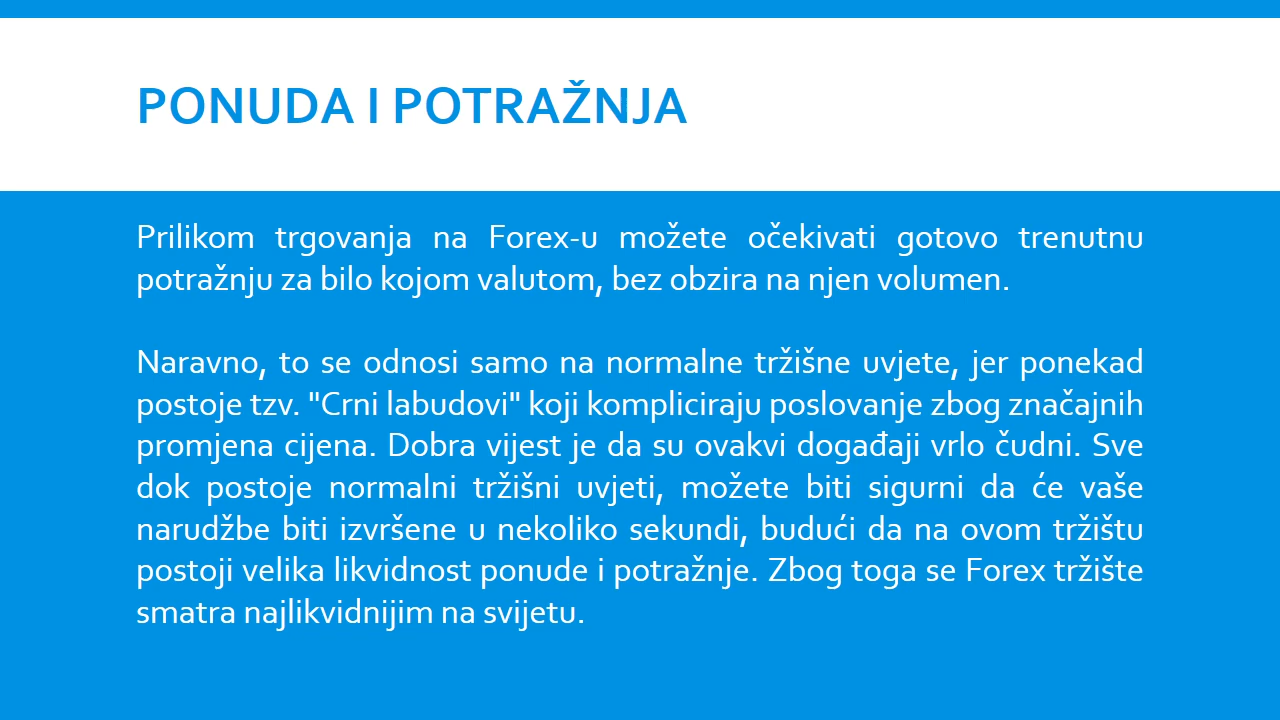 PONUDA I POTRAŽNJA
Prilikom trgovanja na Forex-u možete očekivati gotovo trenutnu
potražnju za bilo kojom valutom, bez obzira na njen volumen.
Naravno, to se odnosi samo na normalne tržišne uvjete, jer ponekad
postoje tzv. "Crni labudovi" koji kompliciraju poslovanje zbog značajnih
promjena cijena. Dobra vijest je da su ovakvi događaji vrlo čudni. Sve
dok postoje normalni tržišni uvjeti, možete biti sigurni da će vaše
narudžbe biti izvršene u nekoliko sekundi, budući da na ovom tržištu
postoji velika likvidnost ponude i potražnje. Zbog toga se Forex tržište
smatra najlikvidnijim na svijetu.